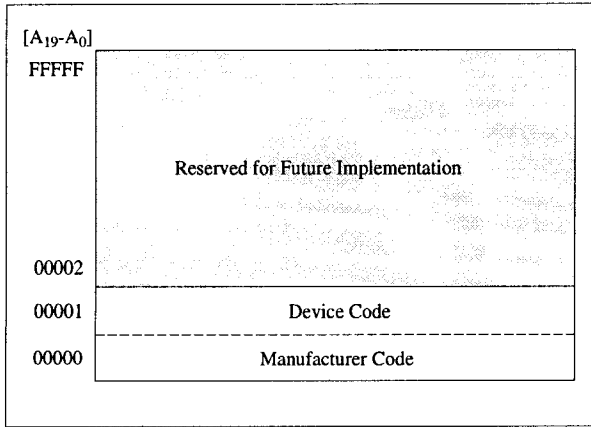 [A₁₉-A₀]
FFFFF
Reserved for Future Implementation
00002
00001 Device Code
00000 Manufacturer Code